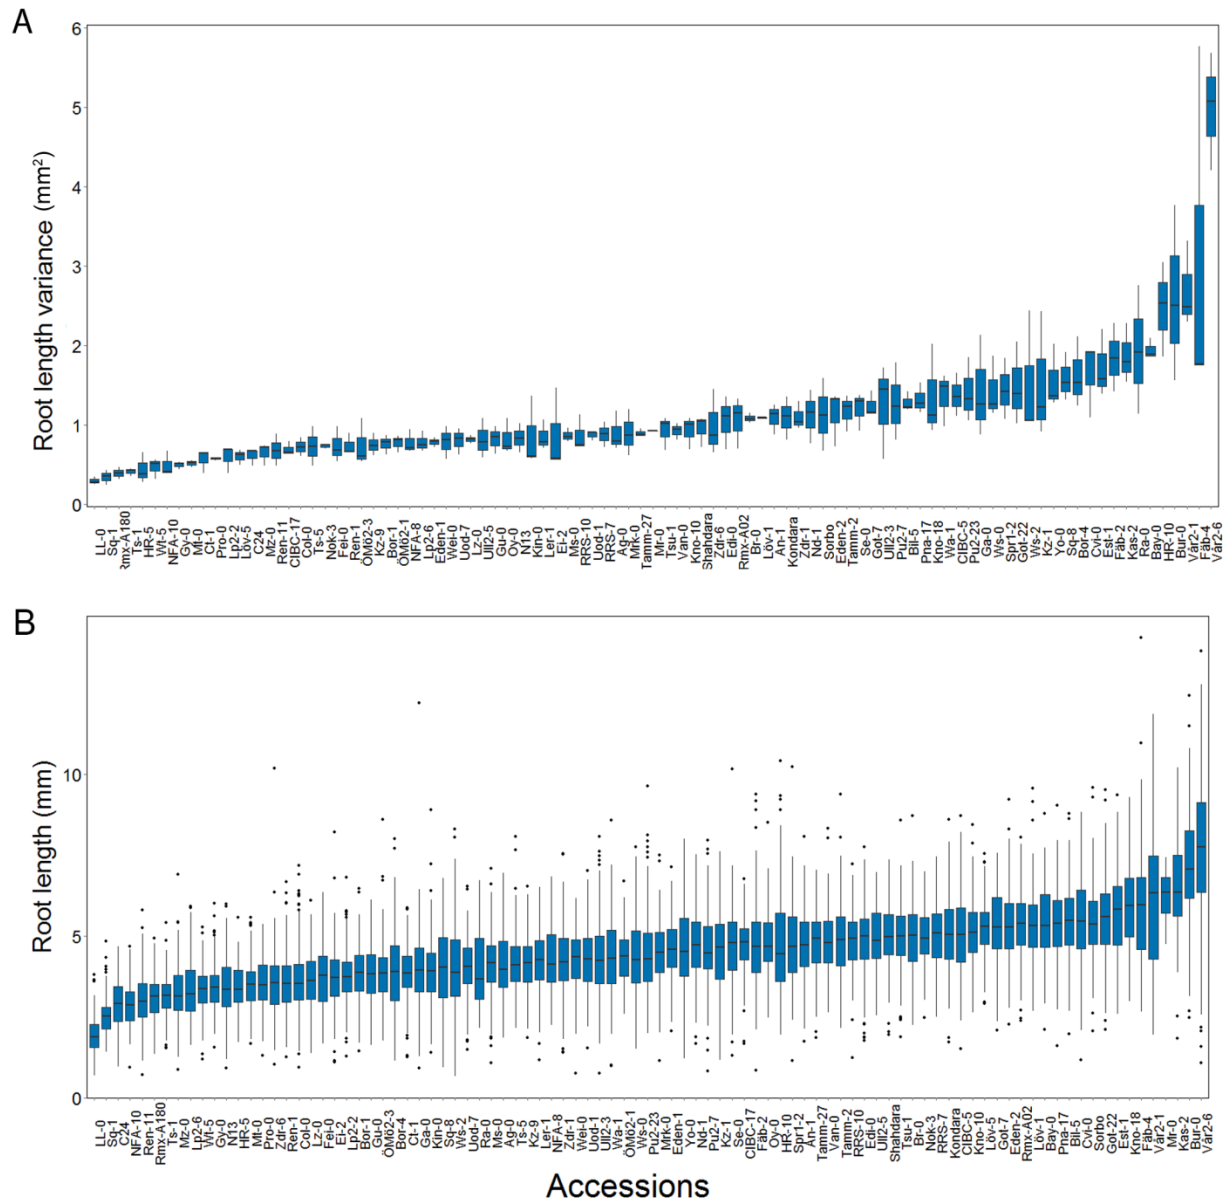 A
Root length variance (mm²)
6
5
4
3
2
1
0
LL-0
Sq-1
Rmx-A180
Ts-1
HR-5
Wt-5
NFA-10
Gy-0
Mt-0
Ct-1
Pro-0
Lp2-2
Löv-5
C24
Mz-0
Ren-11
CIBC-17
Col-0
Ts-5
Nok-3
Fei-0
Ren-1
ÖMö2-3
Kz-9
Bor-1
ÖMö2-1
NFA-8
Lp2-6
Eden-1
Wei-0
Uod-7
Lz-0
Ull2-5
Gu-0
Oy-0
N13
Kin-0
Ler-1
Ei-2
Ms-0
RRS-10
Uod-1
RRS-7
Ag-0
Mrk-0
Tamm-27
Mr-0
Tsu-1
Van-0
Kno-10
Shahdara
Zdr-6
Edi-0
Rmx-A02
Br-0
Löv-1
An-1
Kondara
Zdr-1
Nd-1
Sorbo
Eden-2
Tamm-2
Se-0
Got-7
Ull2-3
Pu2-7
Bil-5
Pna-17
Kno-18
Wa-1
CIBC-5
Pu2-23
Ga-0
Ws-0
Spr1-2
Got-22
Ws-2
Kz-1
Yo-0
Sq-8
Bor-4
Cvi-0
Est-1
Fäb-2
Kas-2
Ra-0
Bay-0
HR-10
Bur-0
Vår2-1
Fäb-4
Vår2-6
B
Root length (mm)
10
5
0
LL-0
Sq-1
C24
NFA-10
Ren-11
Rmx-A180
Ts-1
Mz-0
Lp2-6
Wt-5
Gy-0
N13
HR-5
Mt-0
Pro-0
Zdr-6
Ren-1
Col-0
Lz-0
Fei-0
Ei-2
Lp2-2
Bor-1
Gu-0
ÖMö2-3
Bor-4
Ct-1
Ga-0
Kin-0
Sq-8
Ws-2
Uod-7
Ra-0
Ms-0
Ag-0
Ts-5
Kz-9
Ler-1
NFA-8
Zdr-1
Wei-0
Uod-1
Ull2-3
Wa-1
ÖMö2-1
Ws-0
Pu2-23
Mrk-0
Eden-1
Yo-0
Nd-1
Pu2-7
Kz-1
Se-0
CIBC-17
Fäb-2
Oy-0
HR-10
Spr1-2
An-1
Tamm-27
Van-0
Tamm-2
RRS-10
Edi-0
Ull2-5
Shahdara
Tsu-1
Br-0
Nok-3
RRS-7
Kondara
CIBC-5
Kno-10
Löv-5
Got-7
Eden-2
Rmx-A02
Löv-1
Bay-0
Pna-17
Bil-5
Cvi-0
Sorbo
Got-22
Est-1
Kno-18
Fäb-4
Vår2-1
Mr-0
Kas-2
Bur-0
Vår2-6
Accessions